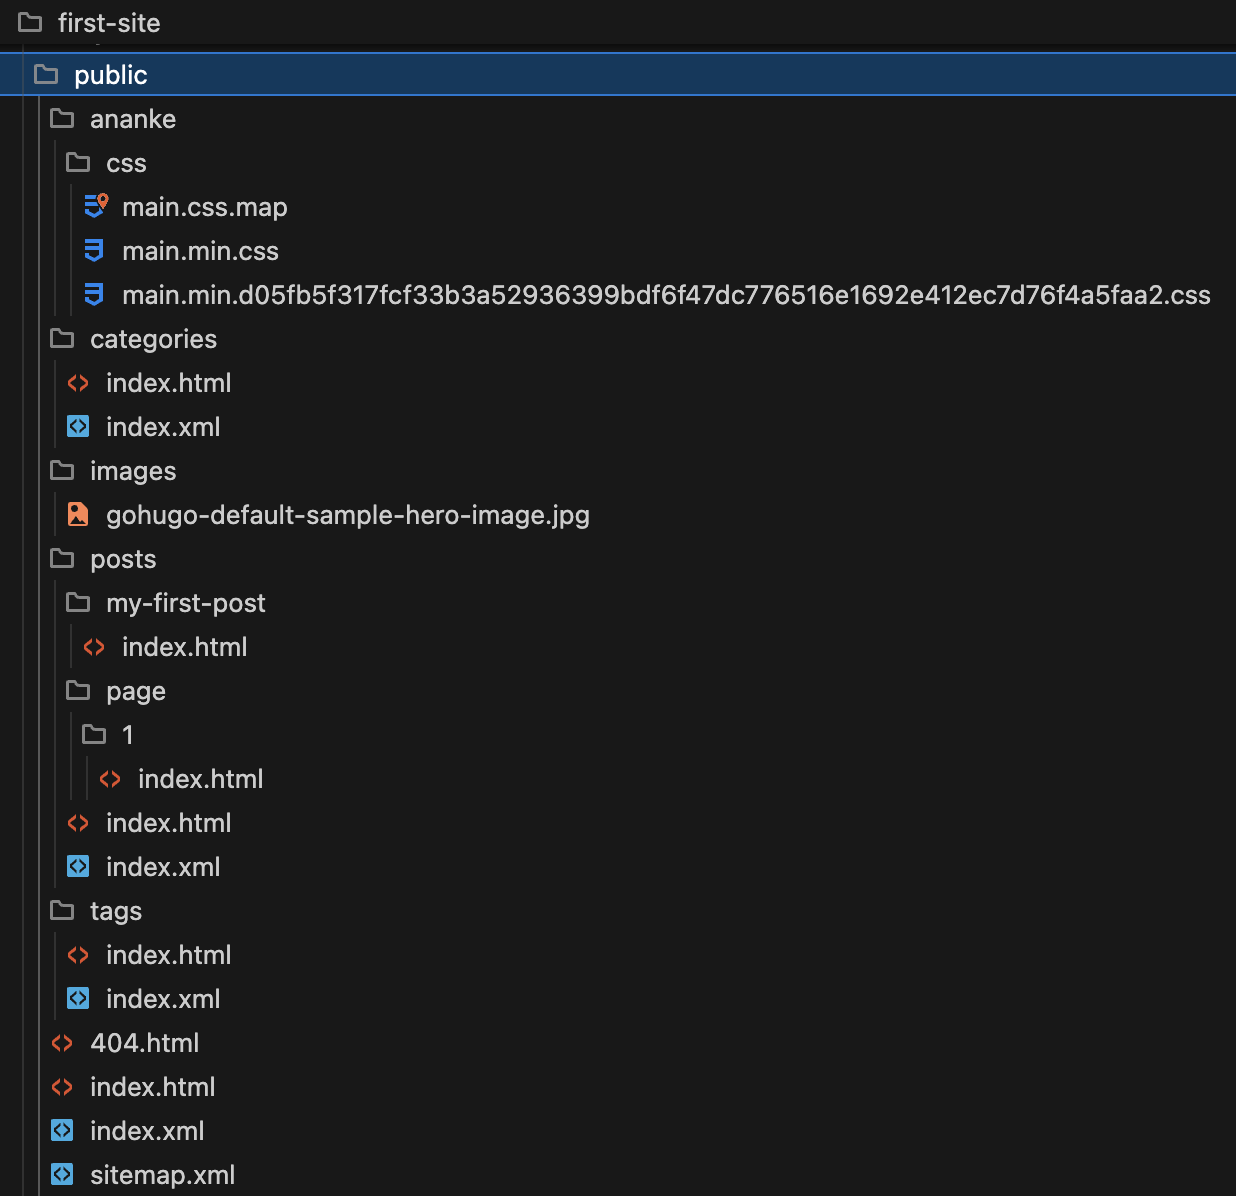 first-site
public
ananke
css
main.css.map
main.min.css
main.min.d05fb5f317fcf33b3a52936399bdf6f47dc776516e1692e412ec7d76f4a5faa2.css
categories
index.html
index.xml
images
gohugo-default-sample-hero-image.jpg
posts
my-first-post
index.html
page
1
index.html
index.html
index.xml
tags
index.html
index.xml
404.html
index.html
index.xml
sitemap.xml